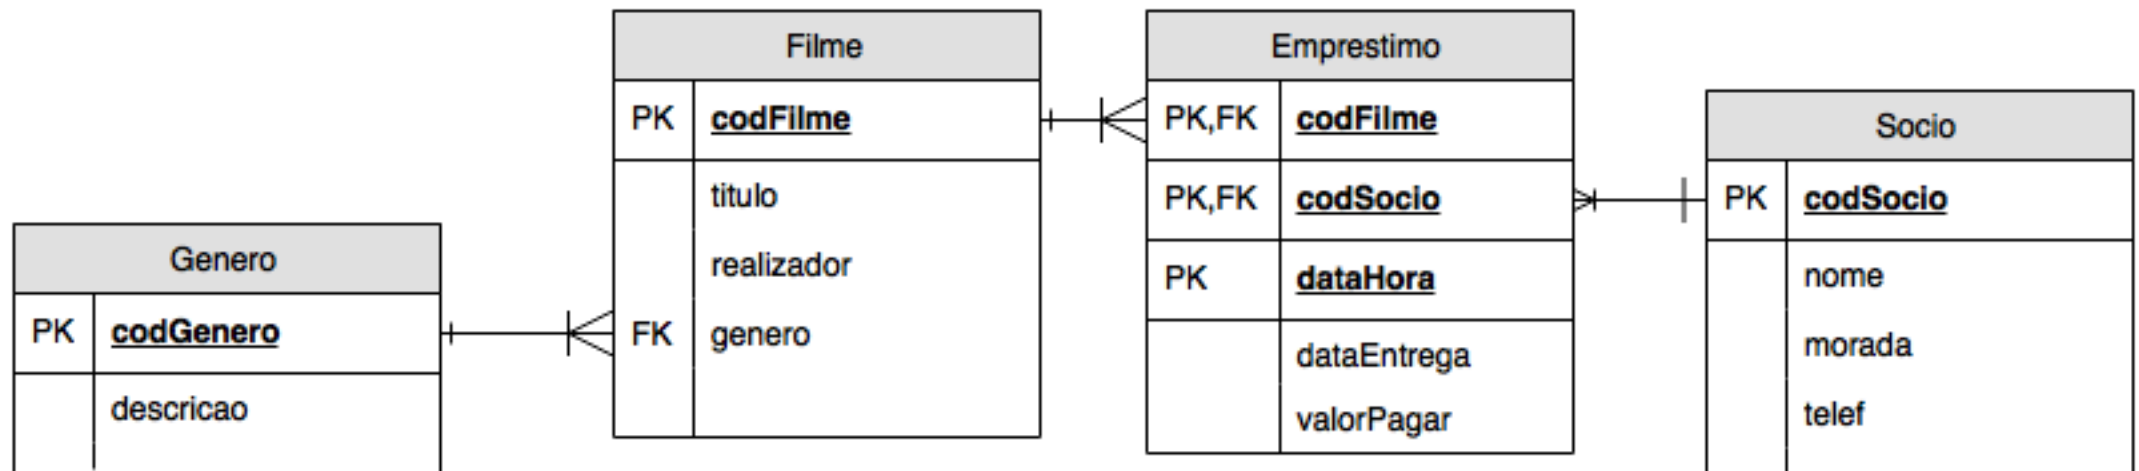 Genero
PK codGenero
descricao
Filme
PK codFilme
titulo
realizador
FK genero
Emprestimo
PK,FK codFilme
PK,FK codSocio
PK dataHora
dataEntrega
valorPagar
Socio
PK codSocio
nome
morada
telef